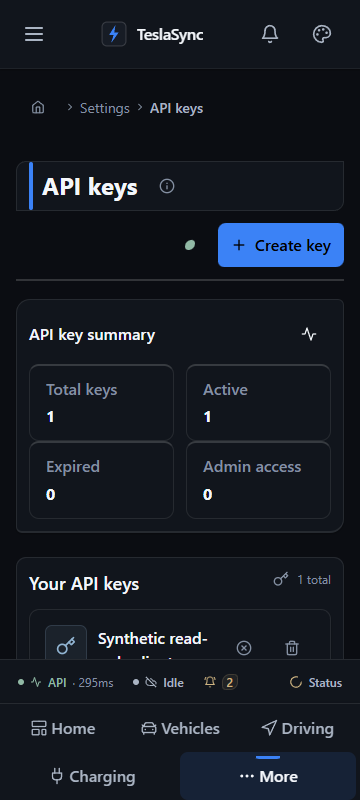 TeslaSync
Settings API keys
API keys
Create key
API key summary
Total keys
1
Active
1
Expired
0
Admin access
0
Your API keys
1 total
Synthetic read-
API · 295ms Idle 2 Status
Home Vehicles Driving
Charging More